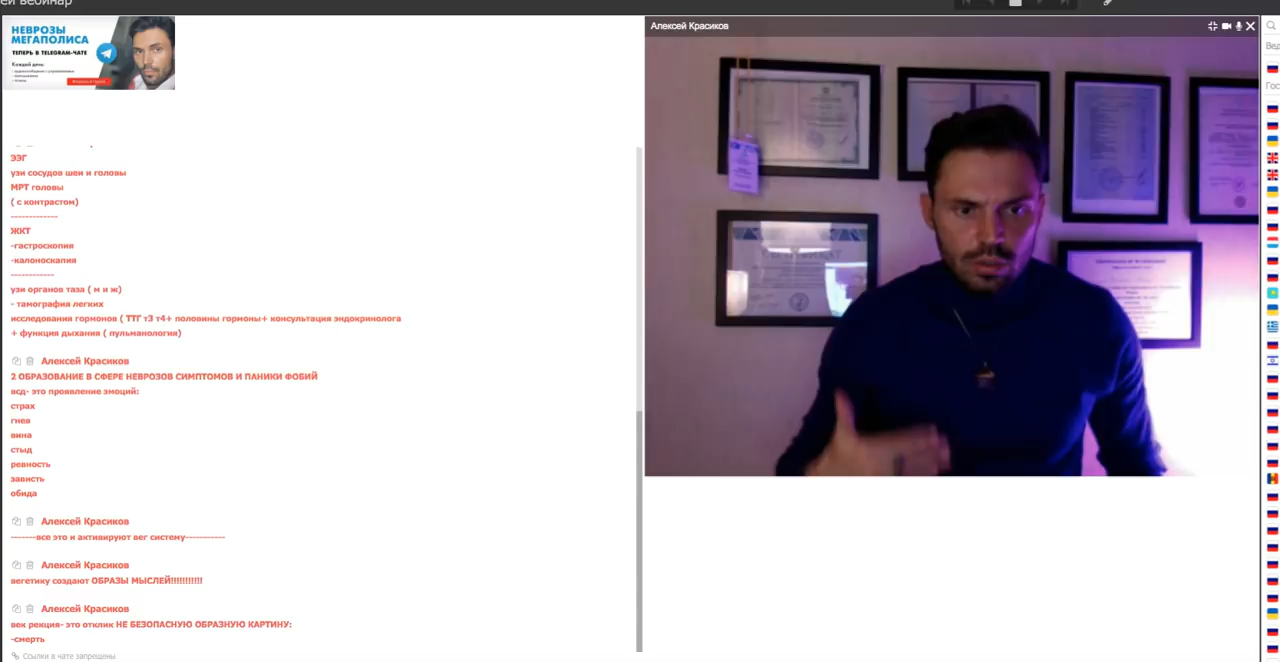 ей вебинар
НЕВРОЗЫ
МЕГАПОЛИСА
ТЕПЕРЬ В TELEGRAM-ЧАТЕ
Каждый день:
ЭЭГ
узи сосудов шеи и головы
МРТ головы
( с контрастом)
-------------
ЖКТ
-гастроскопия
-калоноскапия
------------
узи органов таза ( м и ж)
- тамография легких
исследования гормонов ( ТТГ т3 т4+ половины гормоны+ консультация эндокринолога
+ функция дыхания ( пульманология)
Алексей Красиков
2 ОБРАЗОВАНИЕ В СФЕРЕ НЕВРОЗОВ СИМПТОМОВ И ПАНИКИ ФОБИЙ
всд- это проявление эмоций:
страх
гнев
вина
стыд
ревность
зависть
обида
Алексей Красиков
-------все это и активируют вег систему-----------
Алексей Красиков
вегетику создают ОБРАЗЫ МЫСЛЕЙ!!!!!!!!!!!
Алексей Красиков
век рекция- это отклик НЕ БЕЗОПАСНУЮ ОБРАЗНУЮ КАРТИНУ:
-смерть
Ссылки в чате запрещены
Алексей Красиков
Вед
Гос